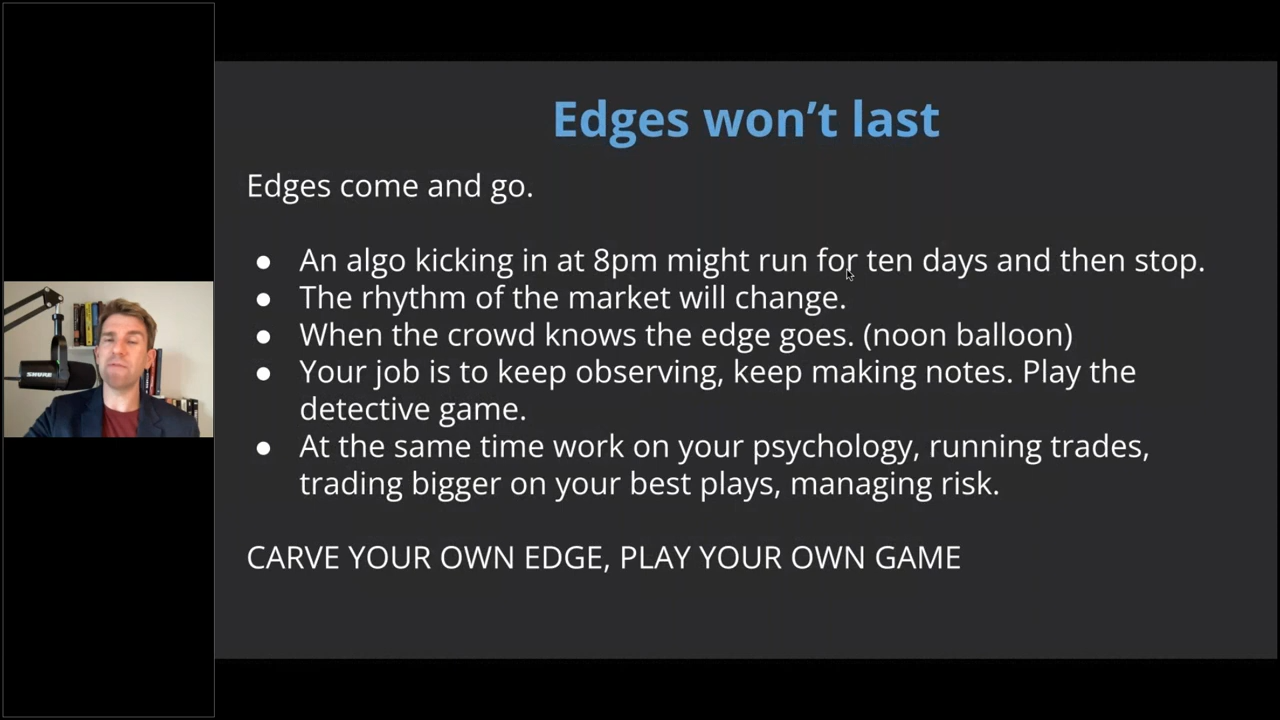 Edges won’t last
Edges come and go.
● An algo kicking in at 8pm might run for ten days and then stop.
● The rhythm of the market will change.
● When the crowd knows the edge goes. (noon balloon)
● Your job is to keep observing, keep making notes. Play the
detective game.
● At the same time work on your psychology, running trades,
trading bigger on your best plays, managing risk.
CARVE YOUR OWN EDGE, PLAY YOUR OWN GAME
SHURE